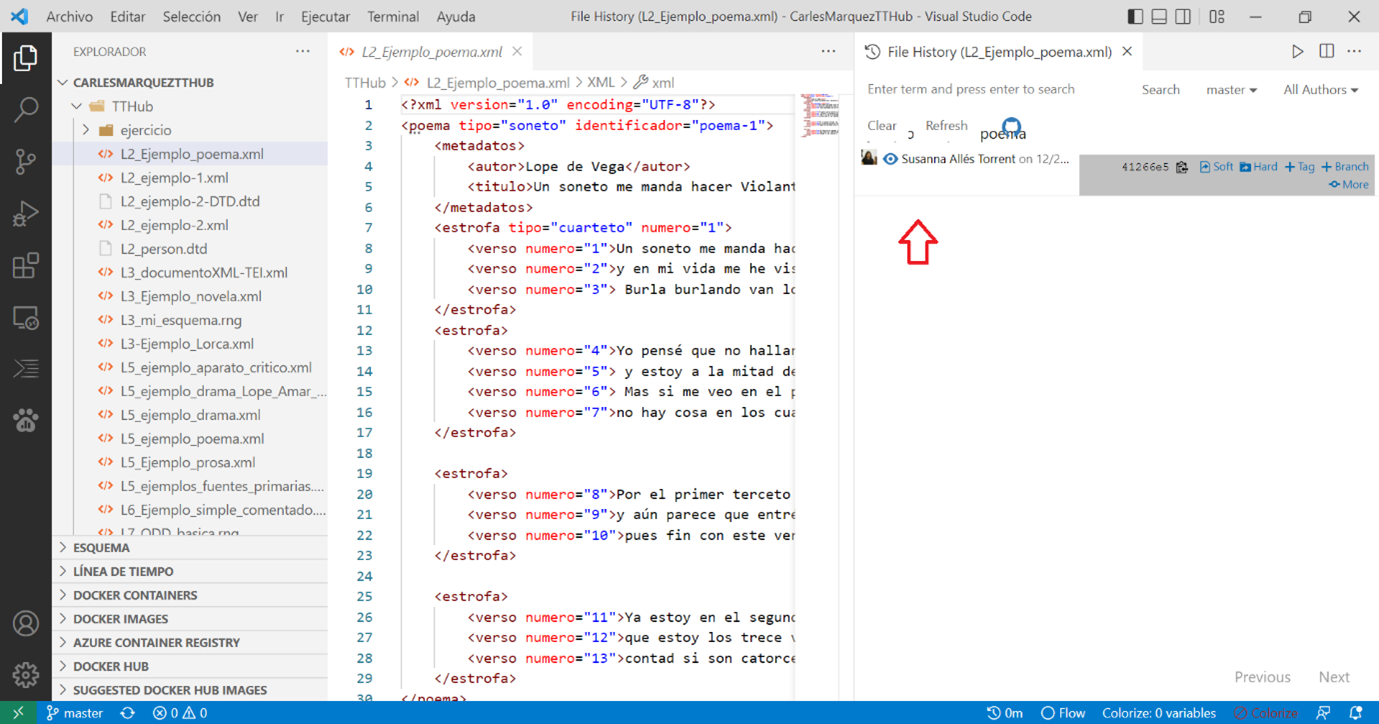 Archivo Editar Selección Ver Ir Ejecutar Terminal Ayuda
File History (L2_Ejemplo_poema.xml) - CarlesMarquezTTHub - Visual Studio Code
EXPLORADOR
CARLESMARQUEZTTHUB
TTHub
ejercicio
L2_Ejemplo_poema.xml
L2_ejemplo-1.xml
L2_ejemplo-2-DTD.dtd
L2_ejemplo-2.xml
L2_person.dtd
L3_documentoXML-TEI.xml
L3_Ejemplo_novela.xml
L3_mi_esquema.rng
L3-Ejemplo_Lorca.xml
L5_ejemplo_aparato_critico.xml
L5_ejemplo_drama_Lope_Amar_...
L5_ejemplo_drama.xml
L5_ejemplo_poema.xml
L5_Ejemplo_prosa.xml
L5_ejemplos_fuentes_primarias....
L6_Ejemplo_simple_comentado....
L7_ODD_basica.rng
ESQUEMA
LÍNEA DE TIEMPO
DOCKER CONTAINERS
DOCKER IMAGES
AZURE CONTAINER REGISTRY
DOCKER HUB
SUGGESTED DOCKER HUB IMAGES
L2_Ejemplo_poema.xml
TTHub > L2_Ejemplo_poema.xml > XML > xml
1 <?xml version="1.0" encoding="UTF-8"?>
2 <poema tipo="soneto" identificador="poema-1">
3 <metadatos>
4 <autor>Lope de Vega</autor>
5 <titulo>Un soneto me manda hacer Violant
6 </metadatos>
7 <estrofa tipo="cuarteto" numero="1">
8 <verso numero="1">Un soneto me manda hac
9 <verso numero="2">y en mi vida me he vis
10 <verso numero="3"> Burla burlando van lo
11 </estrofa>
12 <estrofa>
13 <verso numero="4">Yo pensé que no hallar
14 <verso numero="5"> y estoy a la mitad de
15 <verso numero="6"> Mas si me veo en el p
16 <verso numero="7">no hay cosa en los cua
17 </estrofa>
18
19 <estrofa>
20 <verso numero="8">Por el primer terceto
21 <verso numero="9">y aún parece que entre
22 <verso numero="10">pues fin con este ver
23 </estrofa>
24
25 <estrofa>
26 <verso numero="11">Ya estoy en el segund
27 <verso numero="12">que estoy los trece v
28 <verso numero="13">contad si son catorce
29 </estrofa>
30 </poema>
File History (L2_Ejemplo_poema.xml)
Enter term and press enter to search
Search master All Authors
Clear Refresh
poema
Susanna Allés Torrent on 12/2...
41266e5 Soft Hard + Tag + Branch
More
Previous Next
master 0 0
0m Flow Colorize: 0 variables Colorize